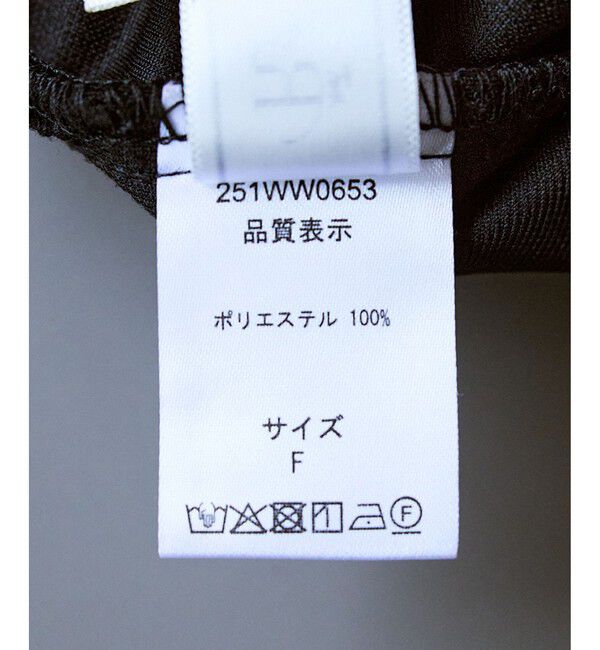 251WW0653
品質表示
ポリエステル 100%
サイズ
F
F